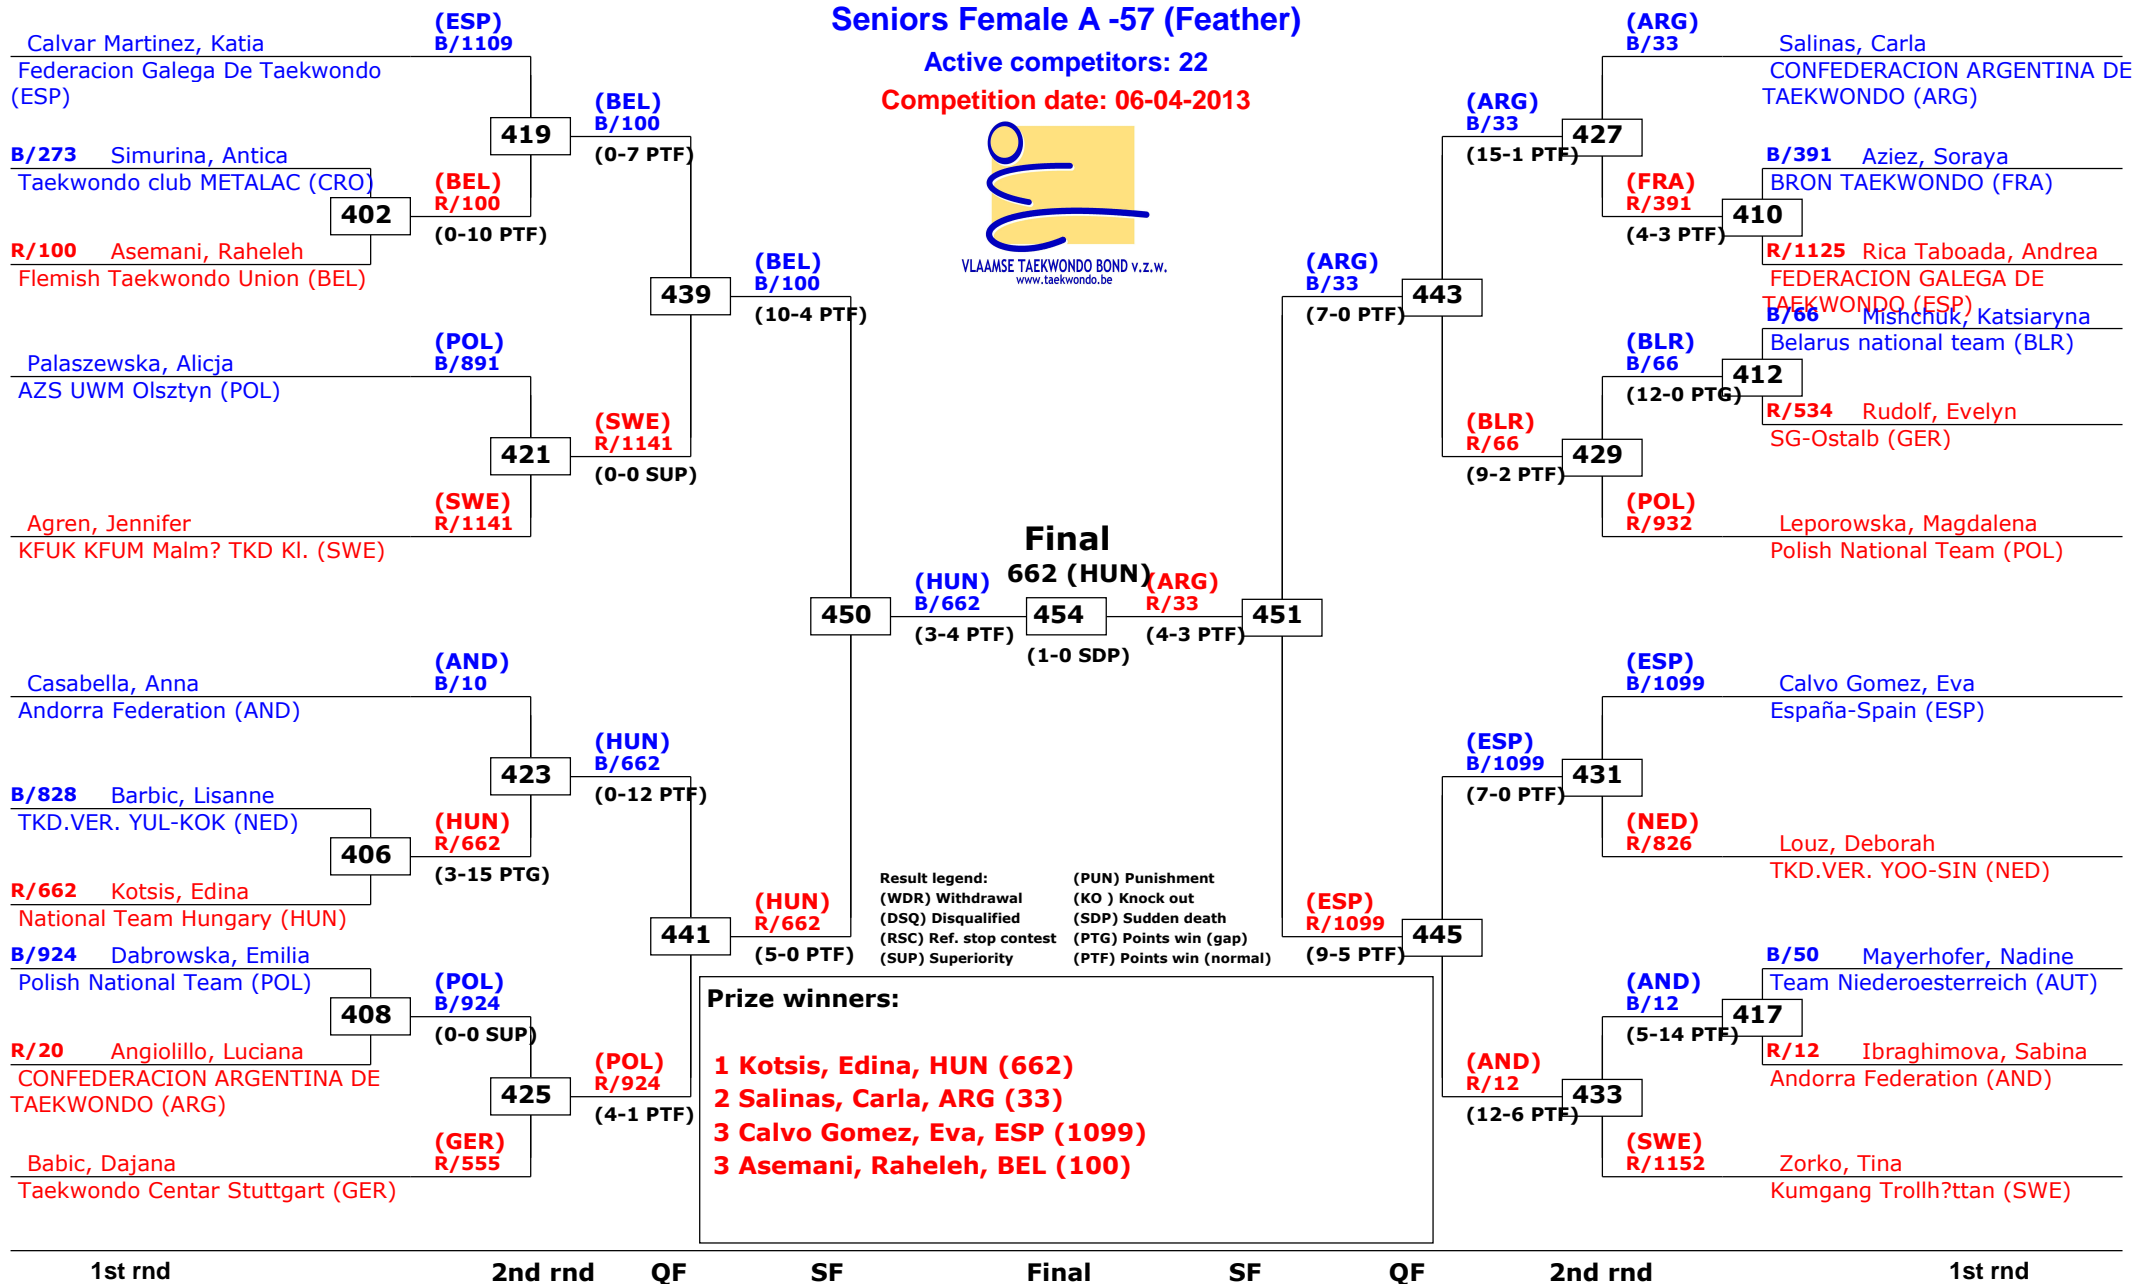 Seniors Female A -57 (Feather)
Active competitors: 22
Competition date: 06-04-2013
VLAAMSE TAEKWONDO BOND v.z.w.
www.taekwondo.be
Calvar Martinez, Katia
Federacion Galega De Taekwondo
(ESP)
(ESP)
B/1109
B/273 Simurina, Antica
Taekwondo club METALAC (CRO)
402
R/100 Asemani, Raheleh
Flemish Taekwondo Union (BEL)
(BEL)
R/100
(0-10 PTF)
419
(BEL)
B/100
(0-7 PTF)
Palaszewska, Alicja
AZS UWM Olsztyn (POL)
(POL)
B/891
421
Agren, Jennifer
KFUK KFUM Malm? TKD Kl. (SWE)
(SWE)
R/1141
(SWE)
R/1141
(0-0 SUP)
439
(BEL)
B/100
(10-4 PTF)
Casabella, Anna
Andorra Federation (AND)
(AND)
B/10
B/828 Barbic, Lisanne
TKD.VER. YUL-KOK (NED)
406
R/662 Kotsis, Edina
National Team Hungary (HUN)
(HUN)
R/662
(3-15 PTG)
423
(HUN)
B/662
(0-12 PTF)
B/924 Dabrowska, Emilia
Polish National Team (POL)
408
R/20 Angiolillo, Luciana
CONFEDERACION ARGENTINA DE
TAEKWONDO (ARG)
(POL)
B/924
(0-0 SUP)
425
Babic, Dajana
Taekwondo Centar Stuttgart (GER)
(GER)
R/555
(POL)
R/924
(4-1 PTF)
441
(HUN)
R/662
(5-0 PTF)
450
(HUN)
B/662
(3-4 PTF)
Final
662 (HUN)
454
(1-0 SDP)
(ARG)
R/33
(4-3 PTF)
451
(ARG)
B/33
(7-0 PTF)
443
(ARG)
B/33
(15-1 PTF)
427
(ARG)
B/33
Salinas, Carla
CONFEDERACION ARGENTINA DE
TAEKWONDO (ARG)
(FRA)
R/391
(4-3 PTF)
410
B/391 Aziez, Soraya
BRON TAEKWONDO (FRA)
R/1125 Rica Taboada, Andrea
FEDERACION GALEGA DE
TAEKWONDO (ESP)
B/66 Mishchuk, Katsiaryna
Belarus national team (BLR)
412
(BLR)
B/66
(12-0 PTG)
R/534 Rudolf, Evelyn
SG-Ostalb (GER)
(BLR)
R/66
(9-2 PTF)
429
(POL)
R/932
Leporowska, Magdalena
Polish National Team (POL)
(ESP)
B/1099
Calvo Gomez, Eva
España-Spain (ESP)
(ESP)
B/1099
(7-0 PTF)
431
(NED)
R/826
Louz, Deborah
TKD.VER. YOO-SIN (NED)
(ESP)
R/1099
(9-5 PTF)
445
B/50 Mayerhofer, Nadine
Team Niederoesterreich (AUT)
(AND)
B/12
(5-14 PTF)
417
R/12 Ibraghimova, Sabina
Andorra Federation (AND)
(AND)
R/12
(12-6 PTF)
433
(SWE)
R/1152
Zorko, Tina
Kumgang Trollh?ttan (SWE)
Result legend: (PUN) Punishment
(WDR) Withdrawal (KO ) Knock out
(DSQ) Disqualified (SDP) Sudden death
(RSC) Ref. stop contest (PTG) Points win (gap)
(SUP) Superiority (PTF) Points win (normal)
Prize winners:
1 Kotsis, Edina, HUN (662)
2 Salinas, Carla, ARG (33)
3 Calvo Gomez, Eva, ESP (1099)
3 Asemani, Raheleh, BEL (100)
1st rnd 2nd rnd QF SF Final SF QF 2nd rnd 1st rnd